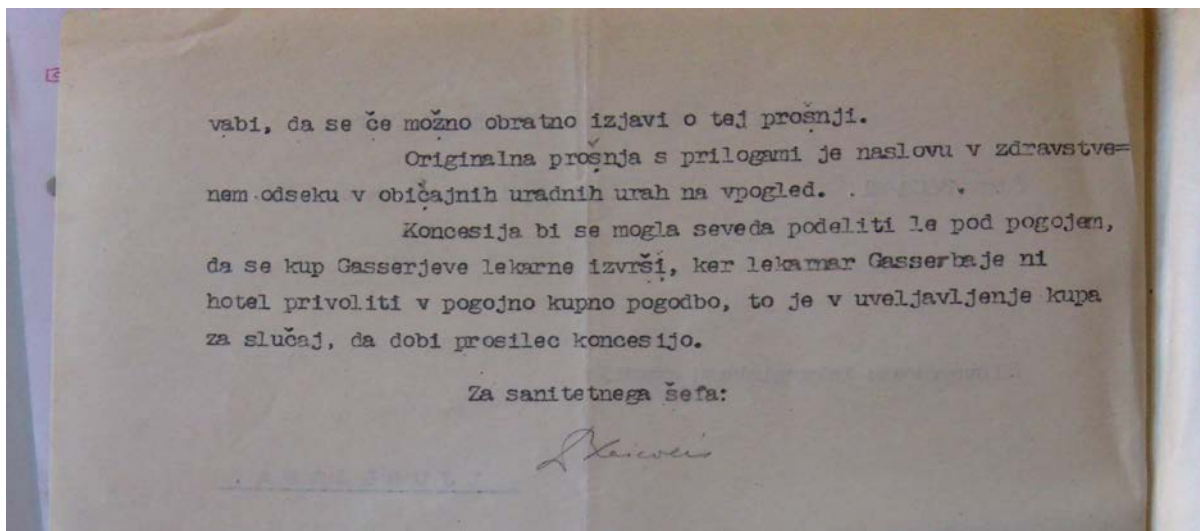 vabi, da se če možno obratno izjavi o tej prošnji.
Originalna prošnja s prilogami je naslovu v zdravstve=
nem odseku v običajnih uradnih urah na vpogled.
Koncesija bi se mogla seveda podeliti le pod pogojem,
da se kup Gasserjeve lekarne izvrši, ker lekarnar Gasserbaje ni
hotel privoliti v pogojno kupno pogodbo, to je v uveljavljenje kupa
za slučaj, da dobi prosilec koncesijo.
Za sanitetnega šefa: